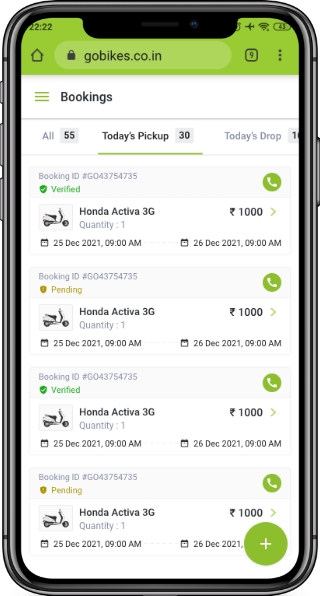 22:22
43
gobikes.co.in
9
Bookings
All 55 Today's Pickup 30 Today's Drop
Booking ID #GO43754735
Verified
Honda Activa 3G ₹ 1000
Quantity : 1
25 Dec 2021, 09:00 AM 26 Dec 2021, 09:00 AM
Booking ID #GO43754735
Pending
Honda Activa 3G ₹ 1000
Quantity : 1
25 Dec 2021, 09:00 AM 26 Dec 2021, 09:00 AM
Booking ID #GO43754735
Verified
Honda Activa 3G ₹ 1000
Quantity : 1
25 Dec 2021, 09:00 AM 26 Dec 2021, 09:00 AM
Booking ID #GO43754735
Pending
Honda Activa 3G ₹ 1000
Quantity : 1
25 Dec 2021, 09:00 AM 26 Dec 2021,